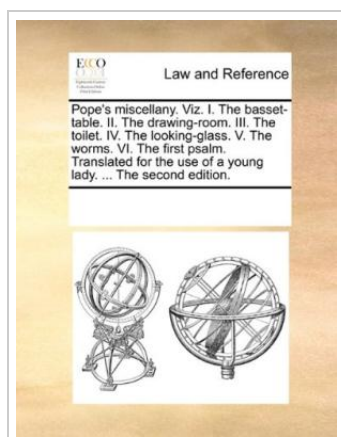 ECCO
Law and Reference
Pope's miscellany. Viz. I. The basset-
table. II. The drawing-room. III. The
toilet. IV. The looking-glass. V. The
worms. VI. The first psalm.
Translated for the use of a young
lady. ... The second edition.